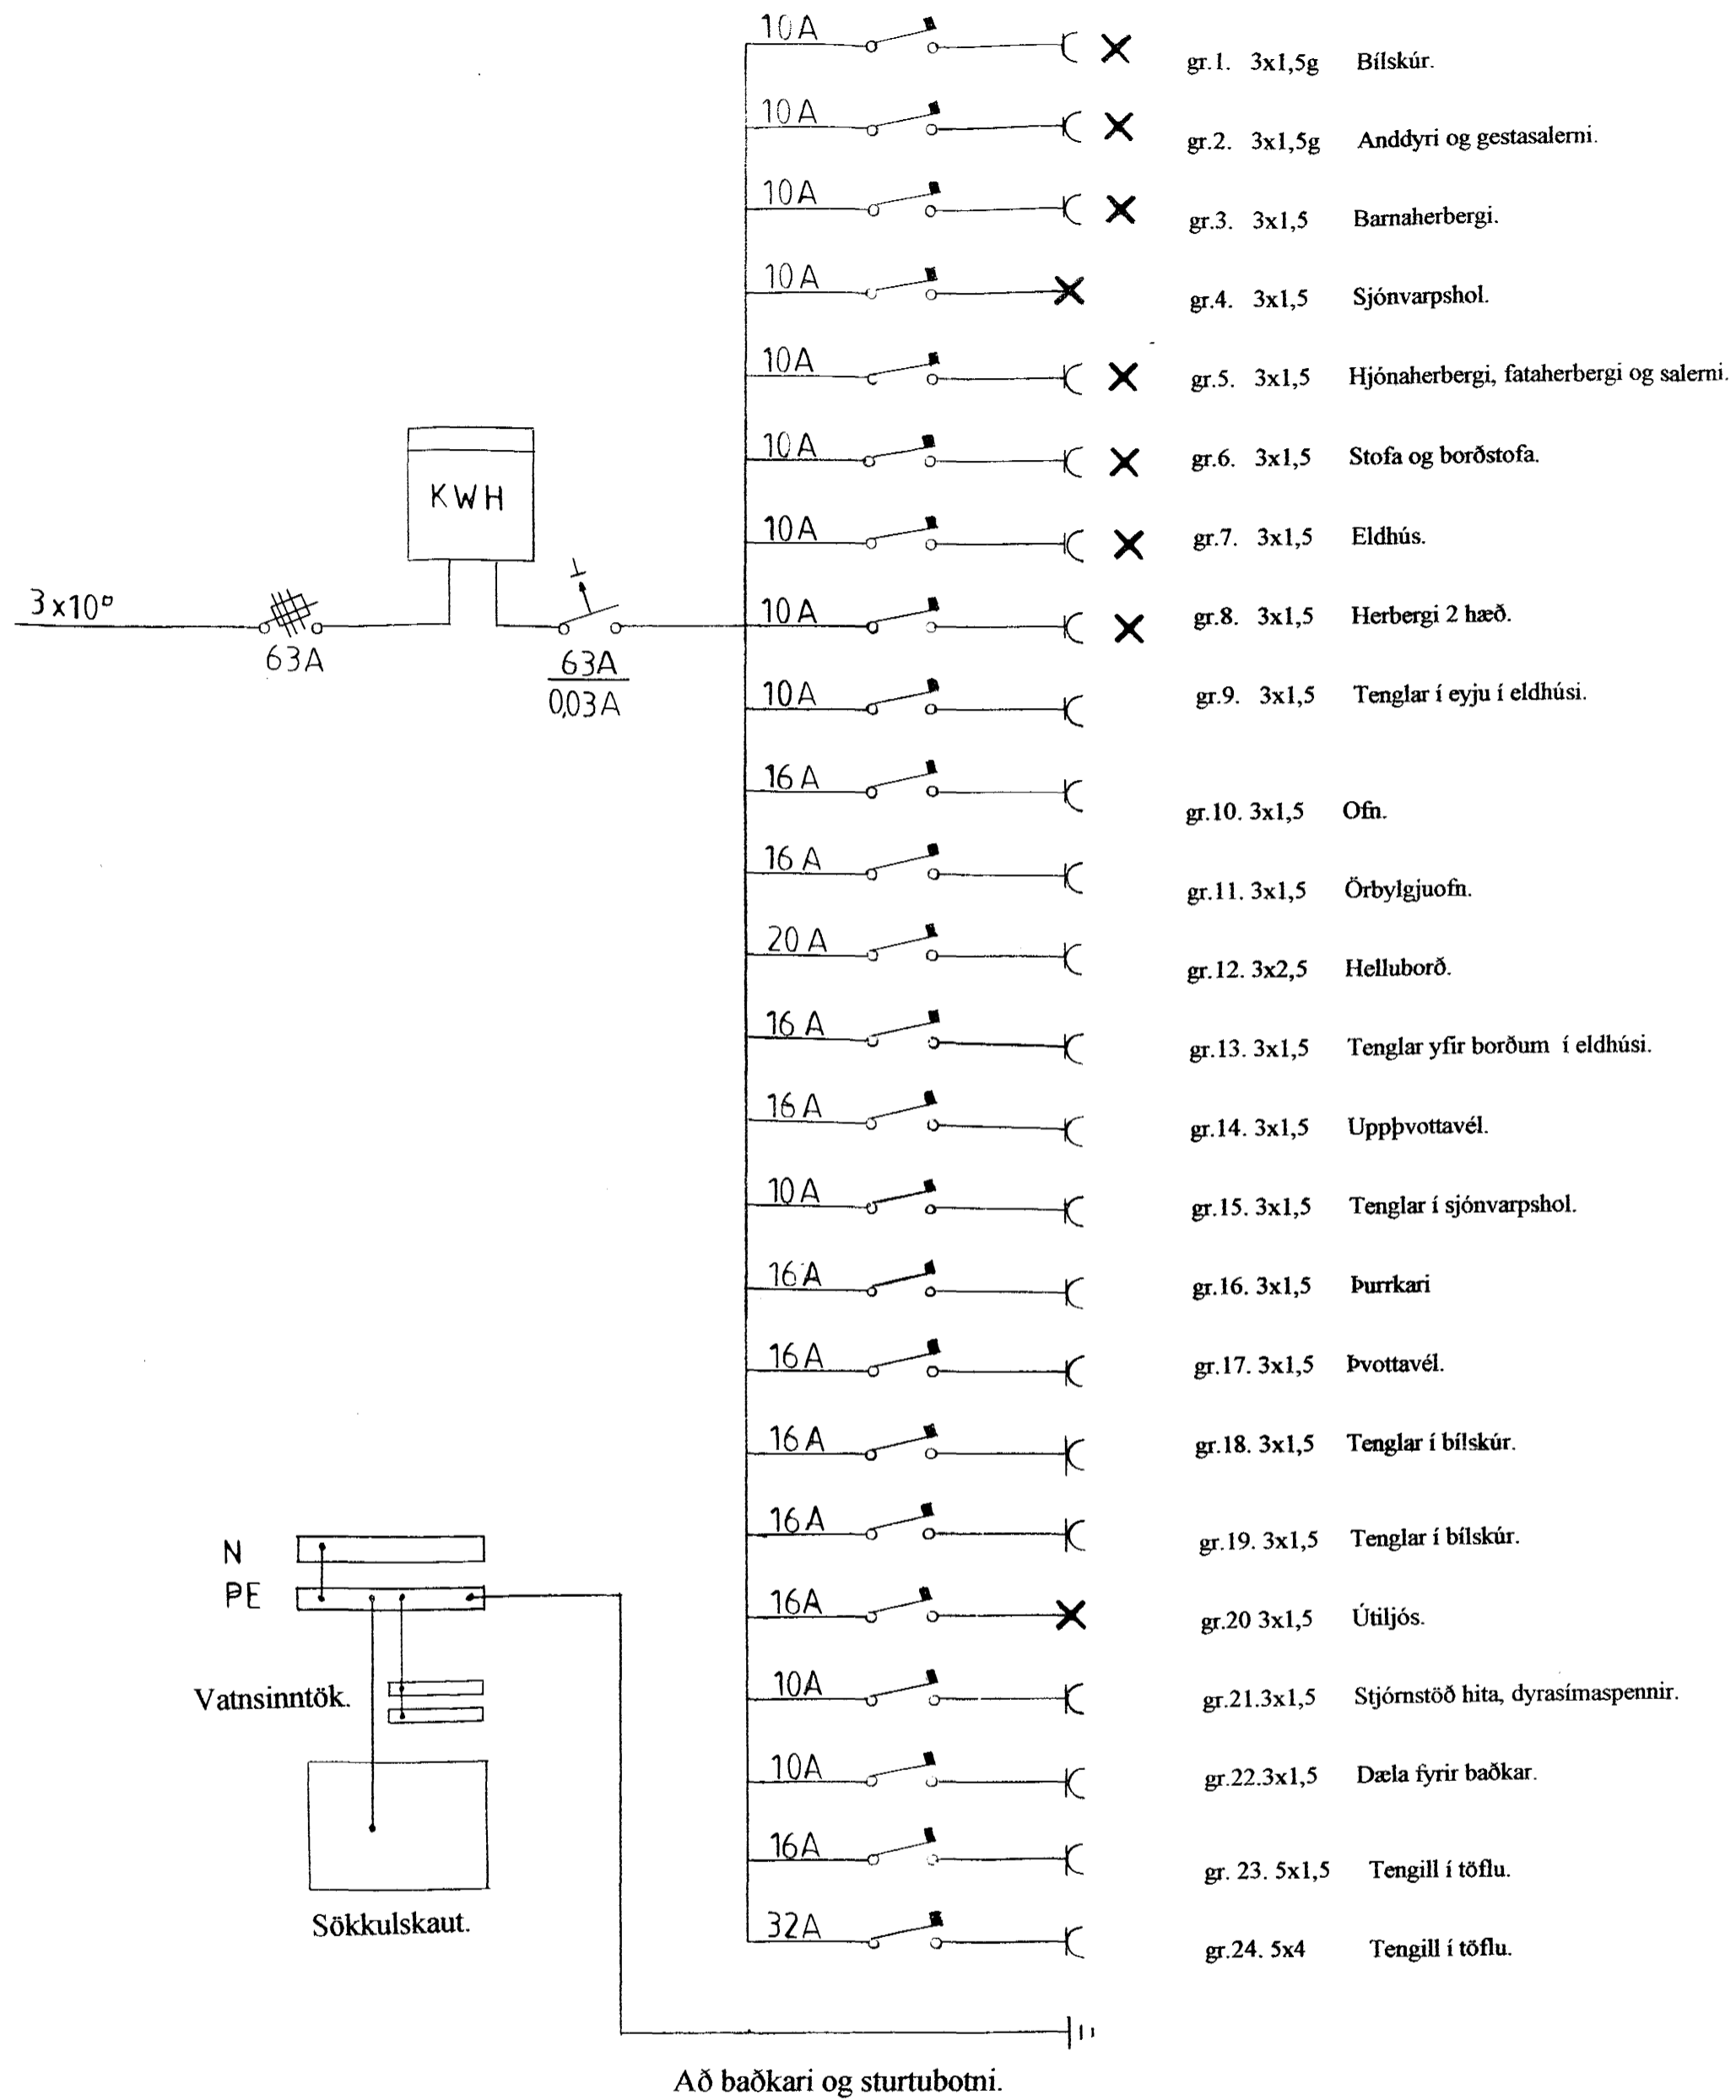 10A gr.1. 3x1,5g Bílskúr.
10A gr.2. 3x1,5g Anddyri og gestasalerni.
10A gr.3. 3x1,5 Barnaherbergi.
10A gr.4. 3x1,5 Sjónvarpshol.
10A gr.5. 3x1,5 Hjónaherbergi, fataherbergi og salerni.
10A gr.6. 3x1,5 Stofa og borðstofa.
KWH
10A gr.7. 3x1,5 Eldhús.
3x10▫
63A
63A
0,03A
10A gr.8. 3x1,5 Herbergi 2 hæð.
10A gr.9. 3x1,5 Tenglar í eyju í eldhúsi.
16A gr.10. 3x1,5 Ofn.
16A gr.11. 3x1,5 Örbylgjuofn.
20A gr.12. 3x2,5 Helluborð.
16A gr.13. 3x1,5 Tenglar yfir borðum í eldhúsi.
16A gr.14. 3x1,5 Uppþvottavél.
10A gr.15. 3x1,5 Tenglar í sjónvarpshol.
16A gr.16. 3x1,5 Þurrkari
16A gr.17. 3x1,5 Þvottavél.
16A gr.18. 3x1,5 Tenglar í bílskúr.
16A gr.19. 3x1,5 Tenglar í bílskúr.
16A gr.20 3x1,5 Útiljós.
10A gr.21.3x1,5 Stjórnstöð hita, dyrasímaspennir.
10A gr.22.3x1,5 Dæla fyrir baðkar.
16A gr. 23. 5x1,5 Tengill í töflu.
32A gr.24. 5x4 Tengill í töflu.
N
PE
Vatnsinntök.
Sökkulskaut.
Að baðkari og sturtubotni.